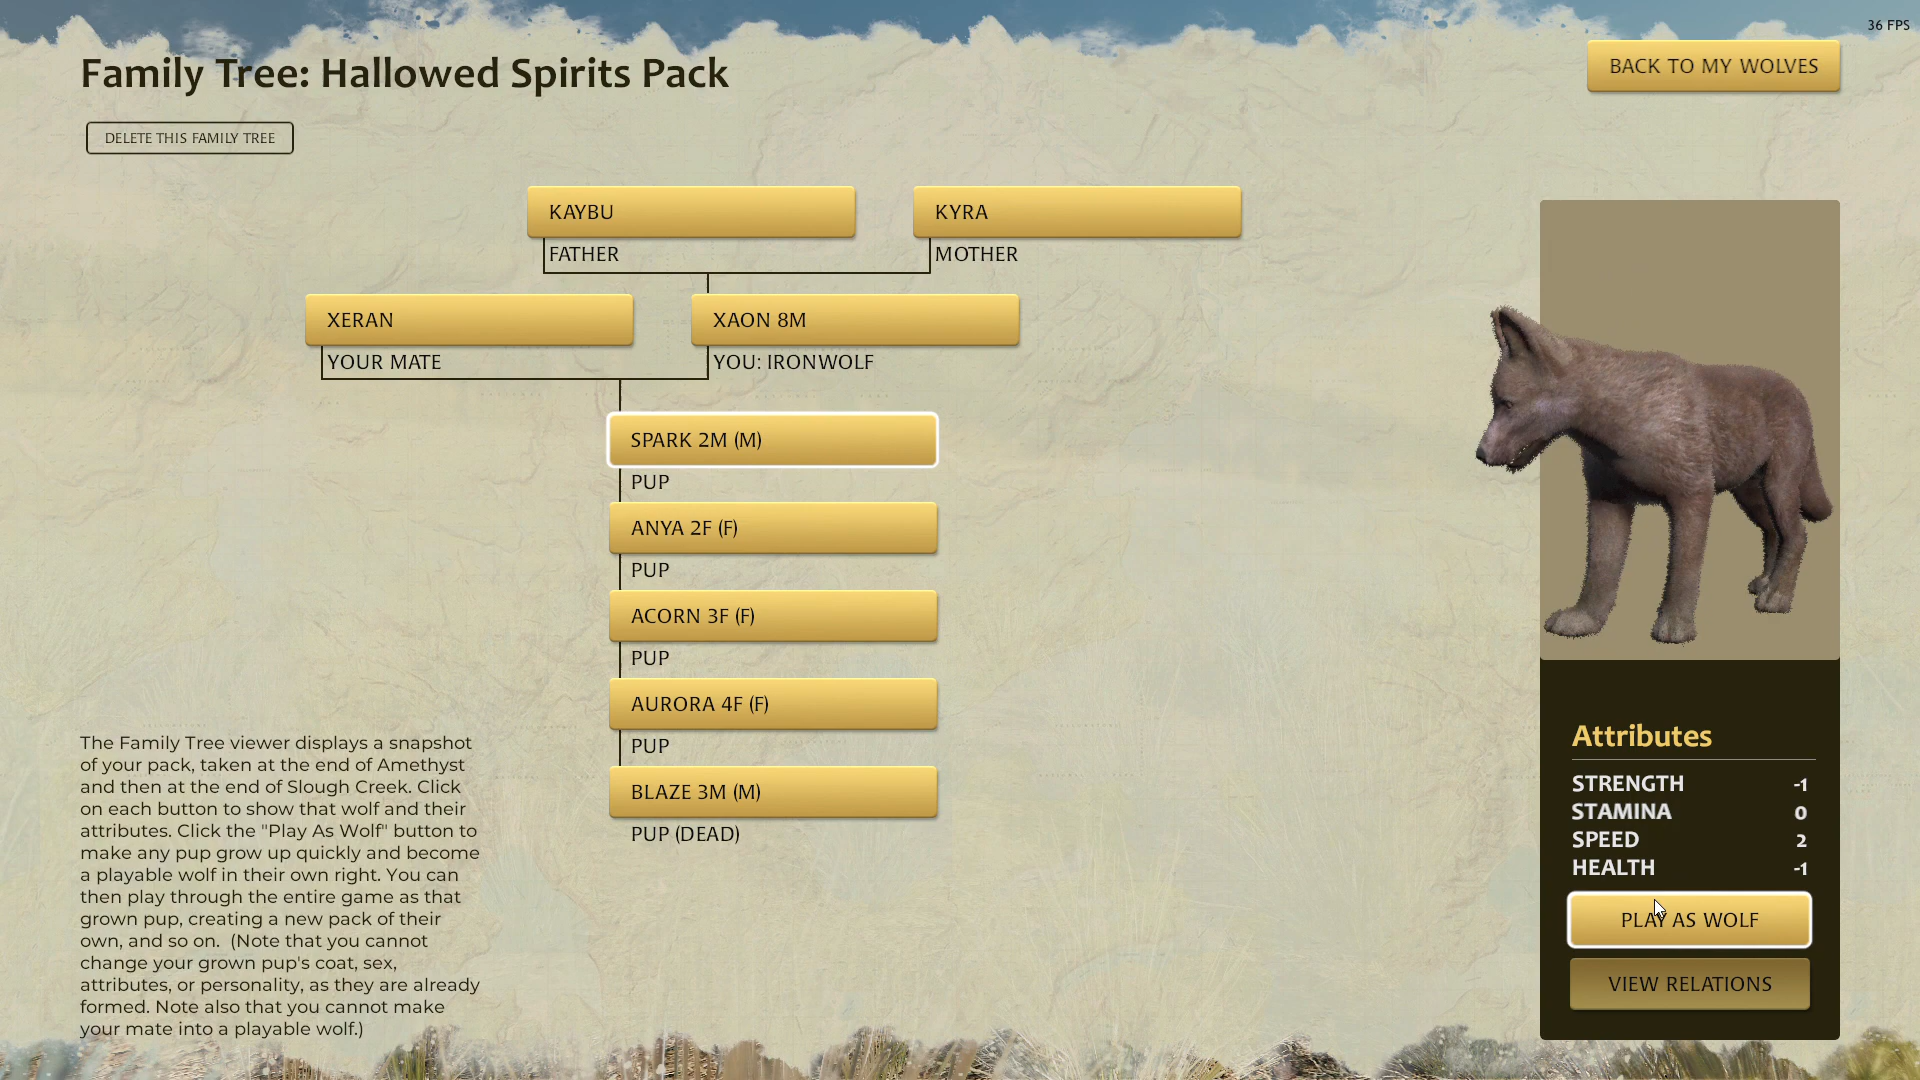 36 FPS
Family Tree: Hallowed Spirits Pack
BACK TO MY WOLVES
DELETE THIS FAMILY TREE
KAYBU
KYRA
FATHER
MOTHER
XERAN
XAON 8M
YOUR MATE
YOU: IRONWOLF
SPARK 2M (M)
PUP
ANYA 2F (F)
PUP
ACORN 3F (F)
PUP
AURORA 4F (F)
PUP
BLAZE 3M (M)
PUP (DEAD)
The Family Tree viewer displays a snapshot
of your pack, taken at the end of Amethyst
and then at the end of Slough Creek. Click
on each button to show that wolf and their
attributes. Click the "Play As Wolf" button to
make any pup grow up quickly and become
a playable wolf in their own right. You can
then play through the entire game as that
grown pup, creating a new pack of their
own, and so on.  (Note that you cannot
change your grown pup's coat, sex,
attributes, or personality, as they are already
formed. Note also that you cannot make
your mate into a playable wolf.)
Attributes
STRENGTH -1
STAMINA 0
SPEED 2
HEALTH -1
PLAY AS WOLF
VIEW RELATIONS